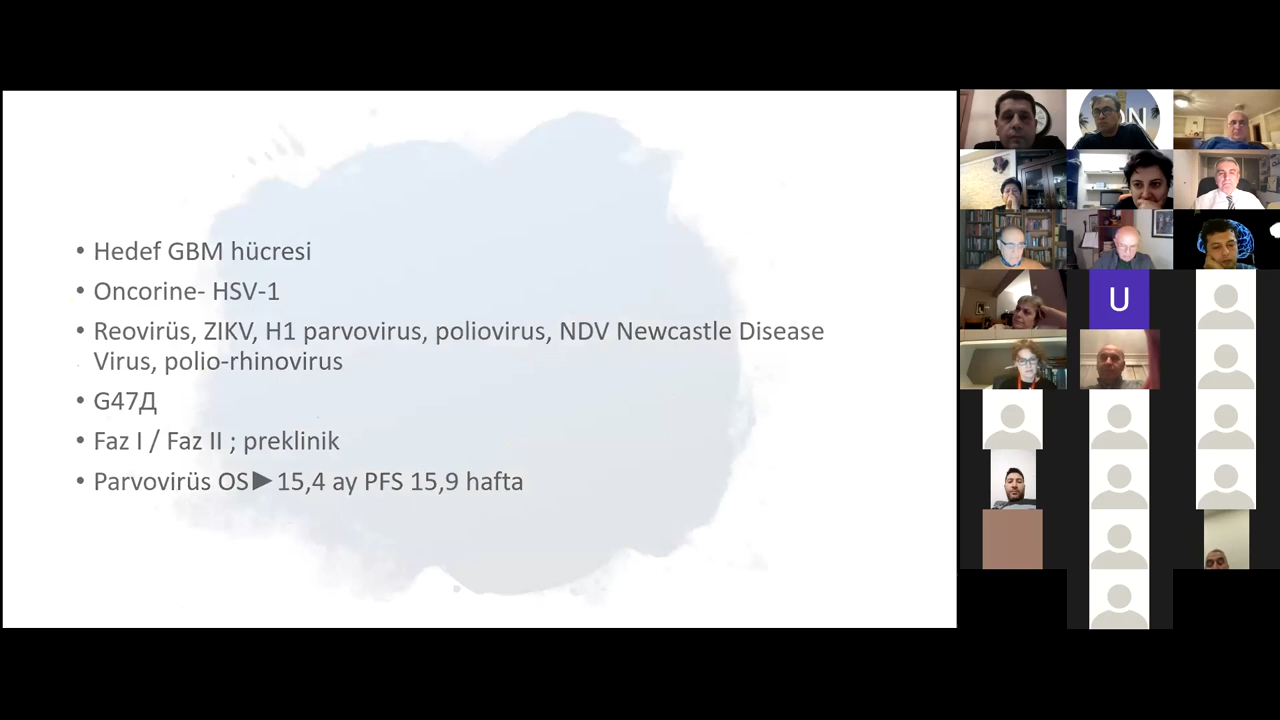 • Hedef GBM hücresi
• Oncorine- HSV-1
• Reovirüs, ZIKV, H1 parvovirus, poliovirus, NDV Newcastle Disease
Virus, polio-rhinovirus
• G47Д
• Faz I / Faz II ; preklinik
• Parvovirüs OS►15,4 ay PFS 15,9 hafta
U